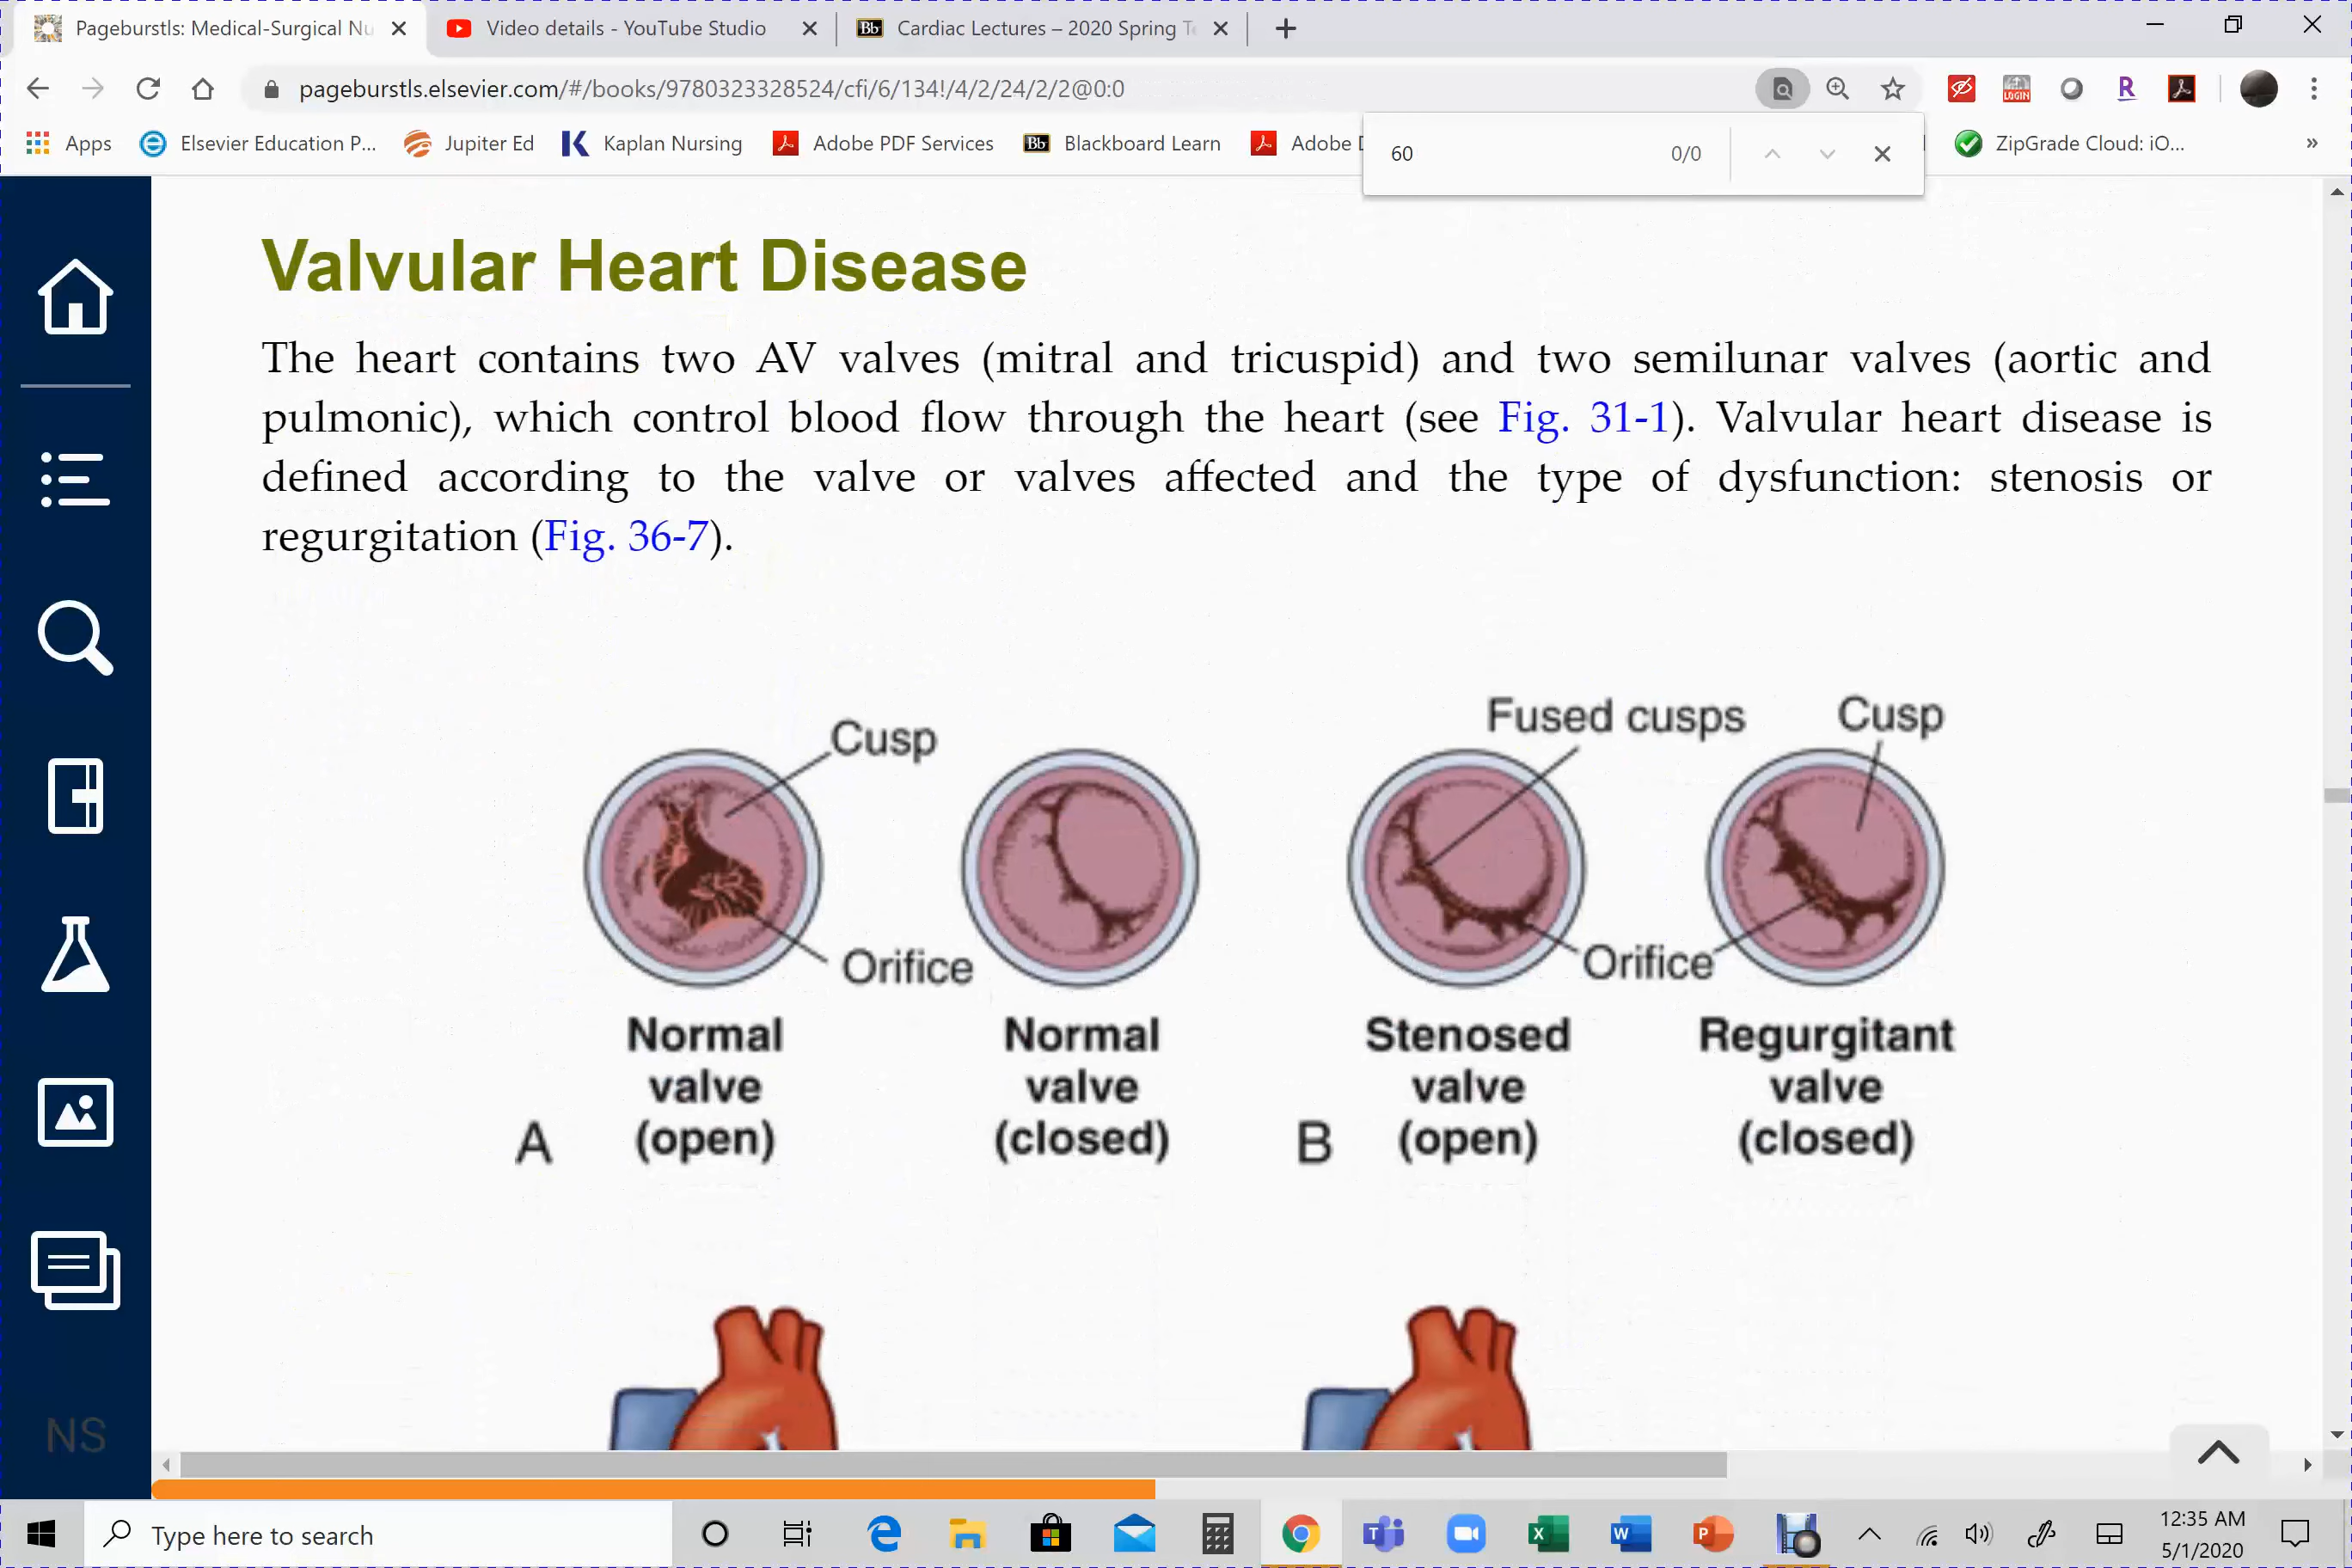 Pageburstls: Medical-Surgical Nu
Video details - YouTube Studio
Bb Cardiac Lectures – 2020 Spring Te
pageburstls.elsevier.com/#/books/9780323328524/cfi/6/134!/4/2/24/2/2@0:0
LOGIN
R
Apps
Elsevier Education P...
Jupiter Ed
Kaplan Nursing
Adobe PDF Services
Bb Blackboard Learn
Adobe
60 0/0
ZipGrade Cloud: iO...
»
Valvular Heart Disease
The heart contains two AV valves (mitral and tricuspid) and two semilunar valves (aortic and
pulmonic), which control blood flow through the heart (see Fig. 31-1). Valvular heart disease is
defined according to the valve or valves affected and the type of dysfunction: stenosis or
regurgitation (Fig. 36-7).
Cusp
Orifice
Fused cusps
Cusp
Orifice
A
Normal
valve
(open)
Normal
valve
(closed)
B
Stenosed
valve
(open)
Regurgitant
valve
(closed)
NS
Type here to search
12:35 AM
5/1/2020